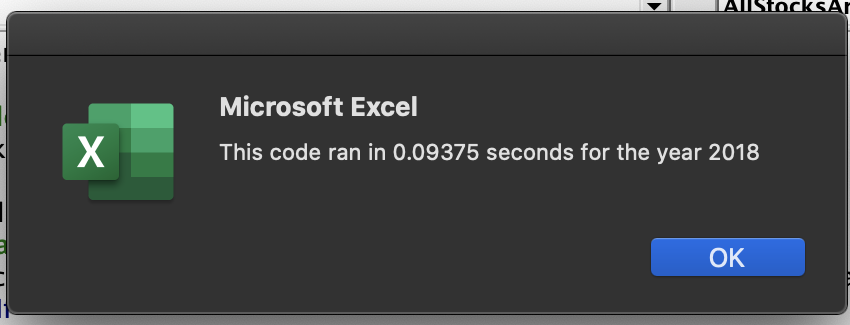 AllStocksAn
Microsoft Excel
This code ran in 0.09375 seconds for the year 2018
X
OK